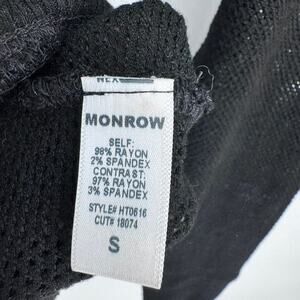 MONROW
SELF:
98% RAYON
2% SPANDEX
CONTRAST:
97% RAYON
3% SPANDEX
STYLE# HT0616
CUT# 18074
S